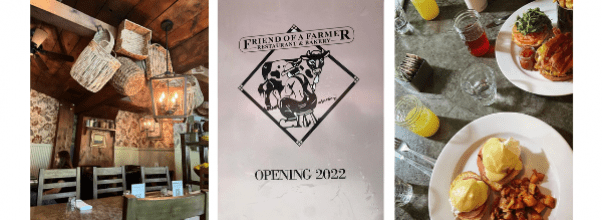 FRIEND OF A FARMER
RESTAURANT & BAKERY
OPENING 2022